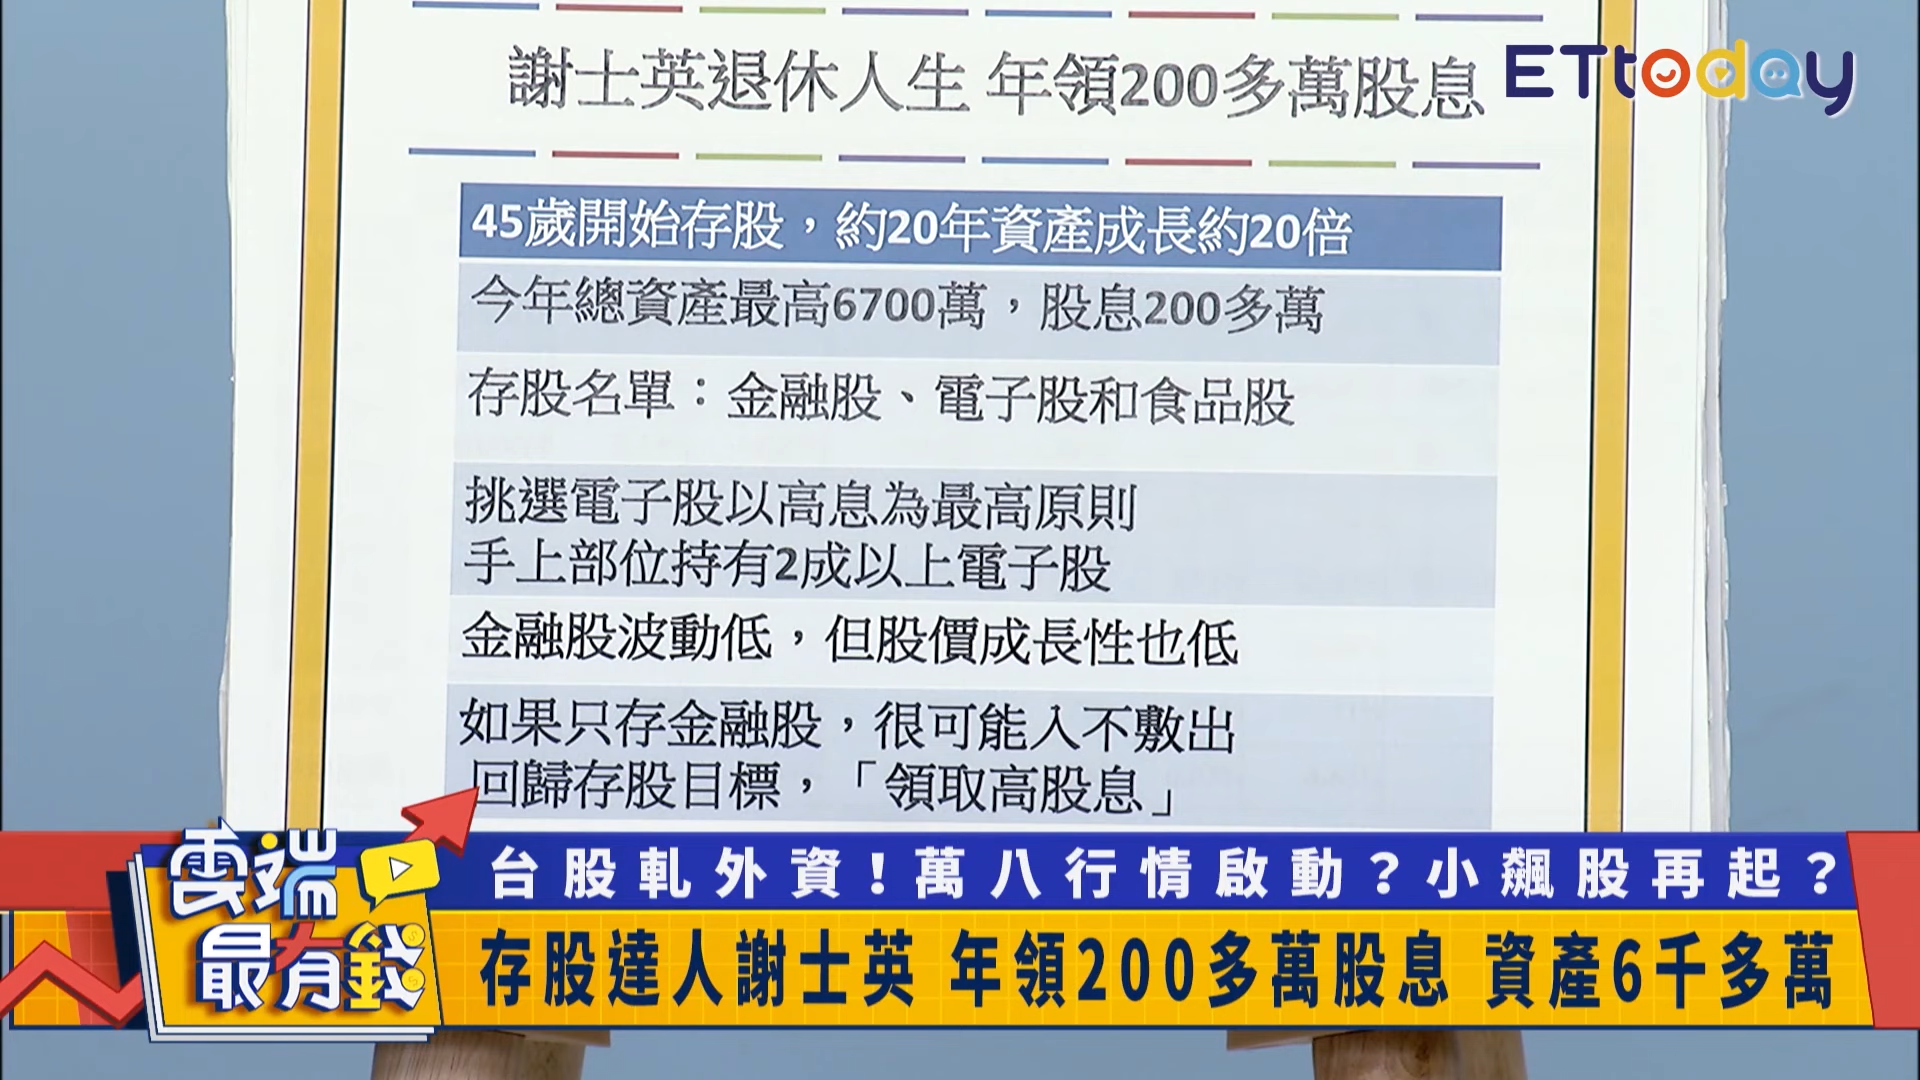 謝士英退休人生 年領200多萬股息
ETtoday
45歲開始存股，約20年資產成長約20倍
今年總資產最高6700萬，股息200多萬
存股名單：金融股、電子股和食品股
挑選電子股以高息為最高原則
手上部位持有2成以上電子股
金融股波動低，但股價成長性也低
如果只存金融股，很可能入不敷出
回歸存股目標，「領取高股息」
雲端最有錢
台股軋外資！萬八行情啟動？小飆股再起？
存股達人謝士英 年領200多萬股息 資產6千多萬